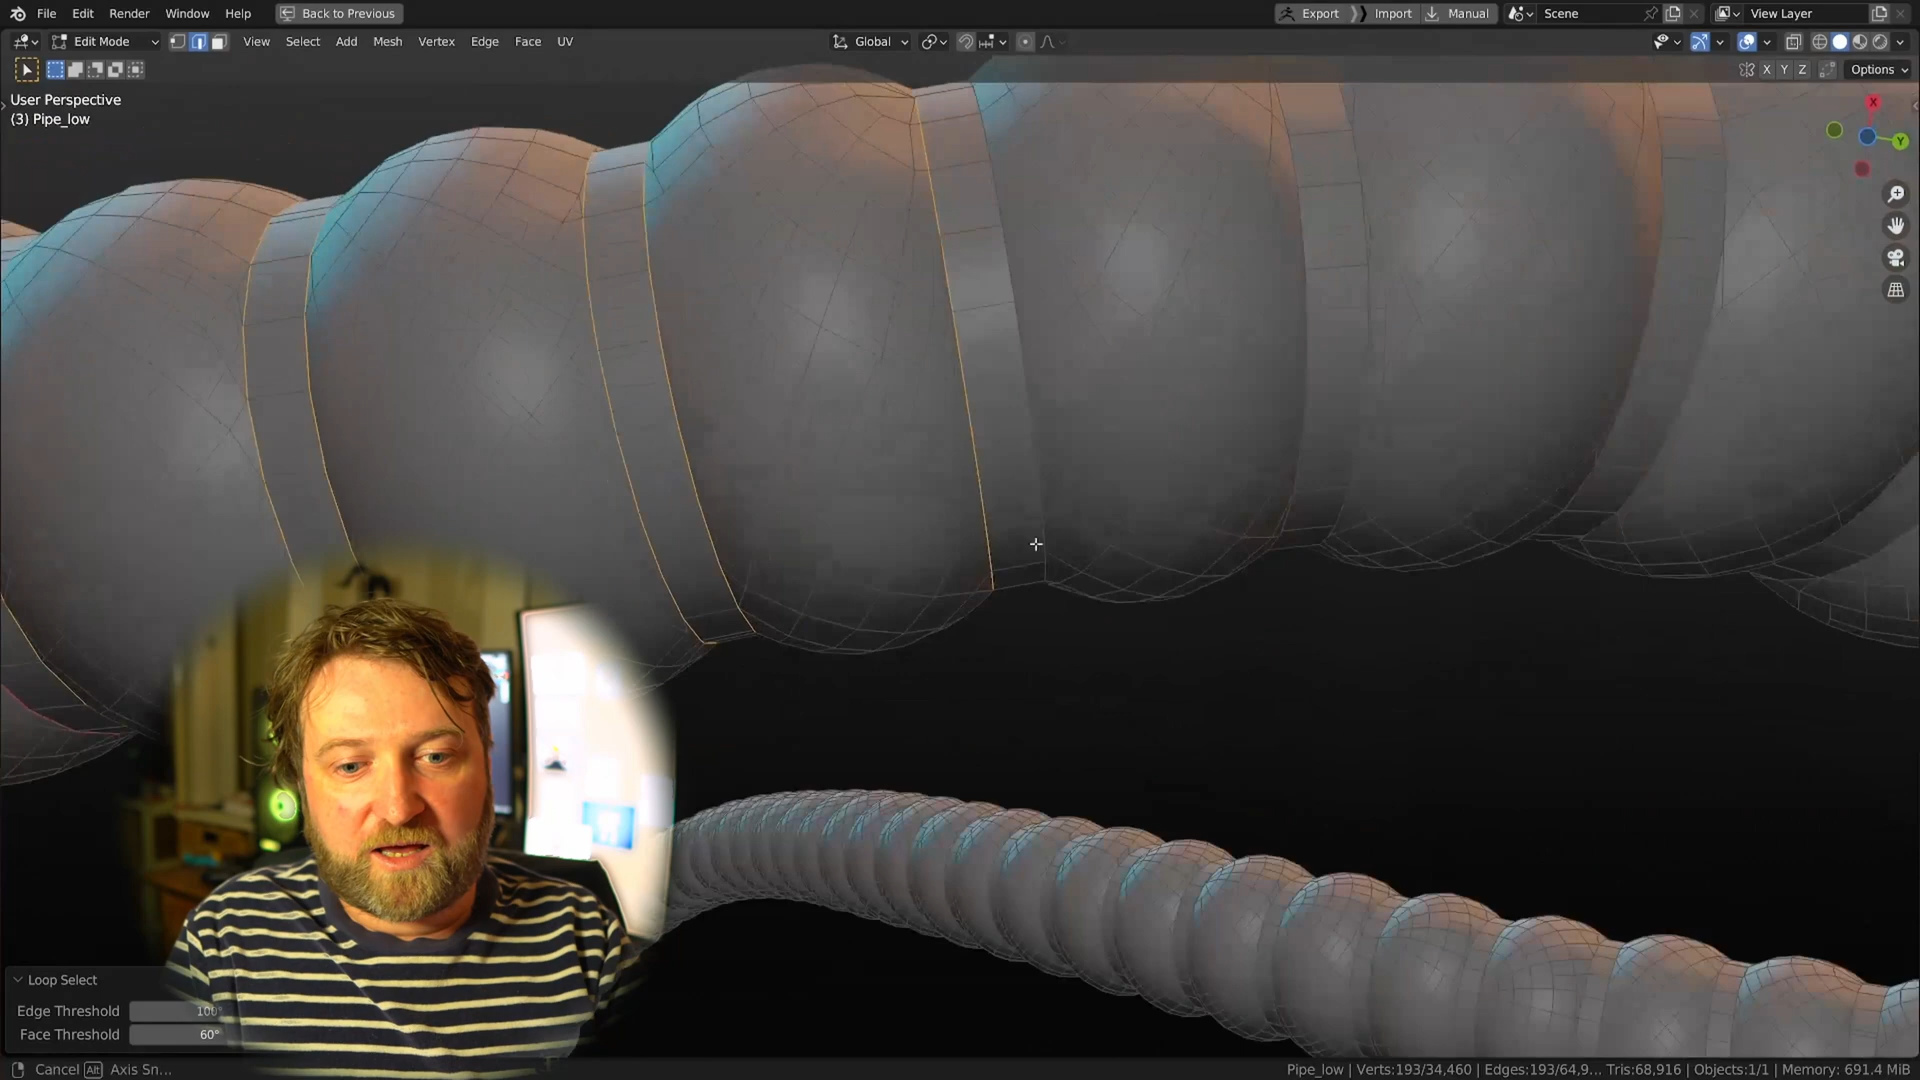 File Edit Render Window Help Back to Previous Export Import Manual Scene View Layer
Edit Mode View Select Add Mesh Vertex Edge Face UV Global
X Y Z Options
User Perspective
(3) Pipe_low
X
Y
Loop Select
Edge Threshold 100°
Face Threshold 60°
Cancel Alt Axis Sn...
Pipe_low | Verts:193/34,460 | Edges:193/64,9... Tris:68,916 | Objects:1/1 | Memory: 691.4 MiB